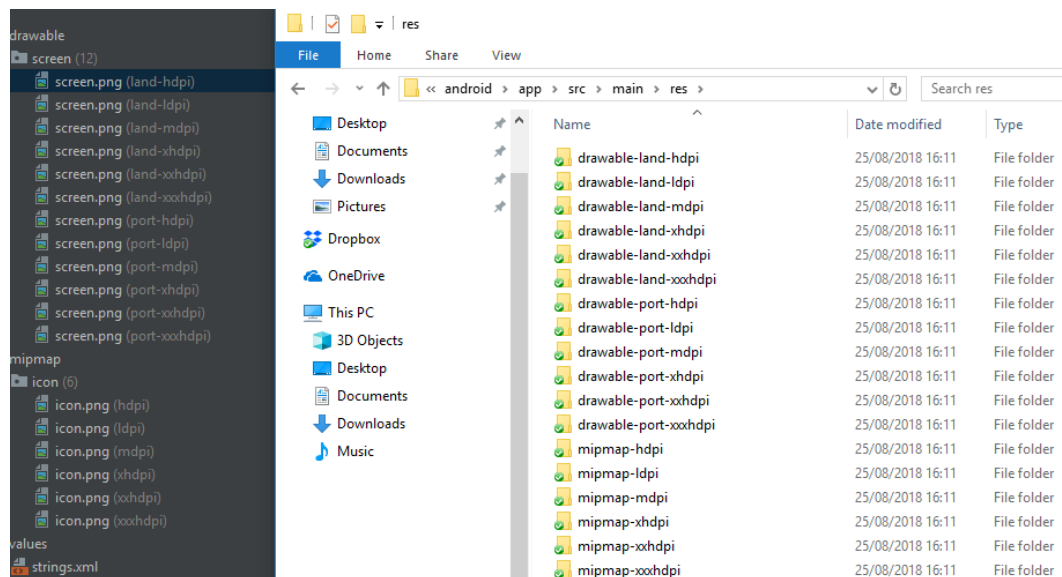 drawable
screen (12)
screen.png (land-hdpi)
screen.png (land-ldpi)
screen.png (land-mdpi)
screen.png (land-xhdpi)
screen.png (land-xxhdpi)
screen.png (land-xxxhdpi)
screen.png (port-hdpi)
screen.png (port-ldpi)
screen.png (port-mdpi)
screen.png (port-xhdpi)
screen.png (port-xxhdpi)
screen.png (port-xxxhdpi)
mipmap
icon (6)
icon.png (hdpi)
icon.png (ldpi)
icon.png (mdpi)
icon.png (xhdpi)
icon.png (xxhdpi)
icon.png (xxxhdpi)
values
strings.xml
res
File Home Share View
« android › app › src › main › res › Search res
Desktop
Documents
Downloads
Pictures
Dropbox
OneDrive
This PC
3D Objects
Desktop
Documents
Downloads
Music
Name Date modified Type
drawable-land-hdpi 25/08/2018 16:11 File folder
drawable-land-ldpi 25/08/2018 16:11 File folder
drawable-land-mdpi 25/08/2018 16:11 File folder
drawable-land-xhdpi 25/08/2018 16:11 File folder
drawable-land-xxhdpi 25/08/2018 16:11 File folder
drawable-land-xxxhdpi 25/08/2018 16:11 File folder
drawable-port-hdpi 25/08/2018 16:11 File folder
drawable-port-ldpi 25/08/2018 16:11 File folder
drawable-port-mdpi 25/08/2018 16:11 File folder
drawable-port-xhdpi 25/08/2018 16:11 File folder
drawable-port-xxhdpi 25/08/2018 16:11 File folder
drawable-port-xxxhdpi 25/08/2018 16:11 File folder
mipmap-hdpi 25/08/2018 16:11 File folder
mipmap-ldpi 25/08/2018 16:11 File folder
mipmap-mdpi 25/08/2018 16:11 File folder
mipmap-xhdpi 25/08/2018 16:11 File folder
mipmap-xxhdpi 25/08/2018 16:11 File folder
mipmap-xxxhdpi 25/08/2018 16:11 File folder